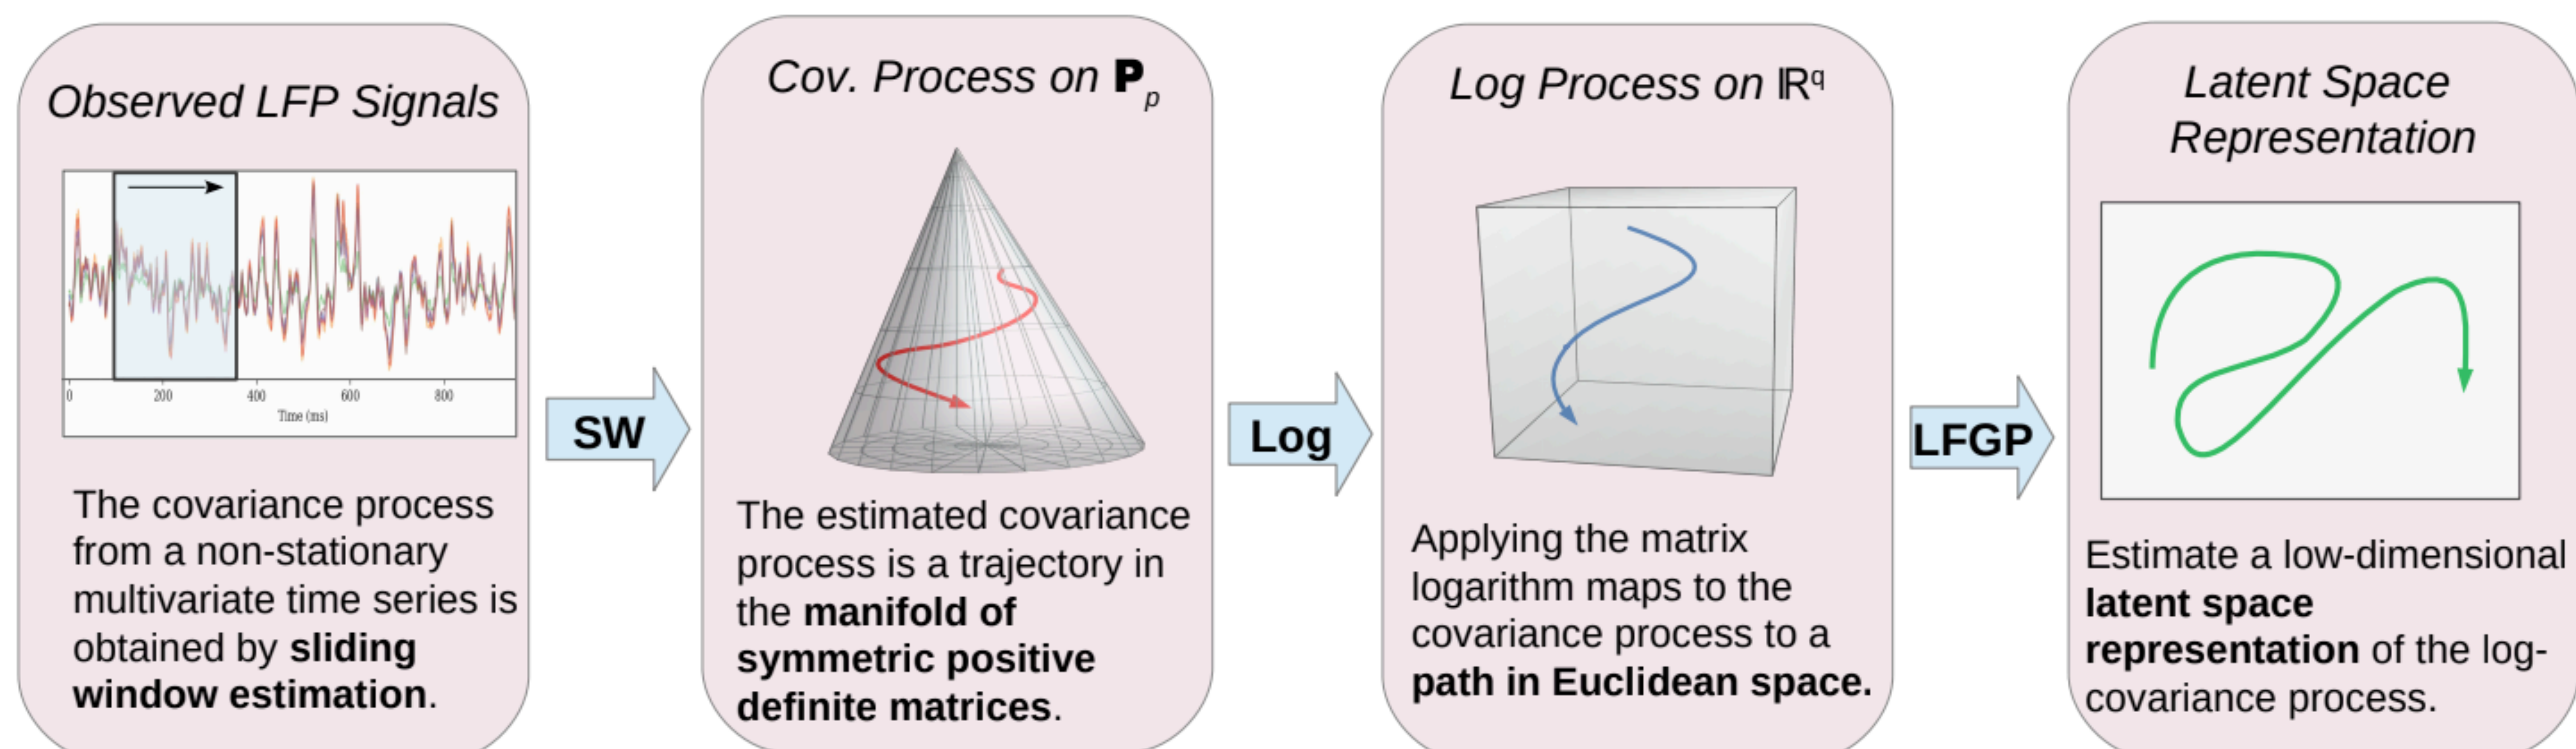 Observed LFP Signals
0 200 400 600 800
Time (ms)
The covariance process
from a non-stationary
multivariate time series is
obtained by sliding
window estimation.
SW
Cov. Process on Pp
The estimated covariance
process is a trajectory in
the manifold of
symmetric positive
definite matrices.
Log
Log Process on ℝq
Applying the matrix
logarithm maps to the
covariance process to a
path in Euclidean space.
LFGP
Latent Space
Representation
Estimate a low-dimensional
latent space
representation of the log-
covariance process.